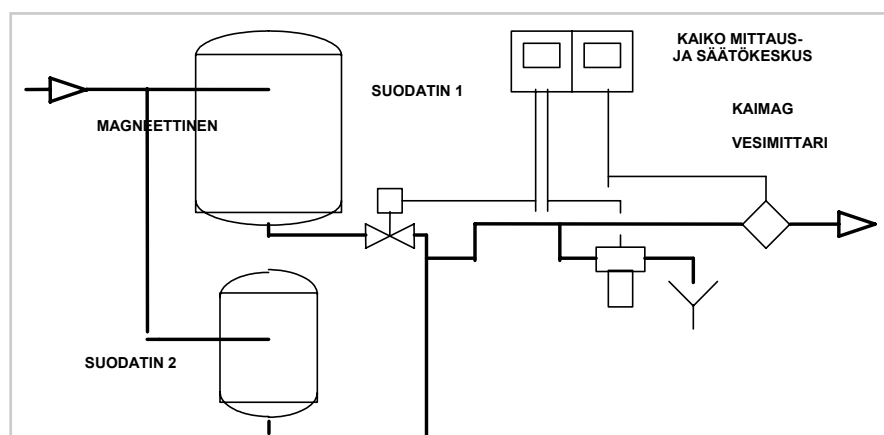 KAIKO MITTAUS-
JA SÄÄTÖKESKUS
SUODATIN 1
KAIMAG
MAGNEETTINEN
VESIMITTARI
SUODATIN 2